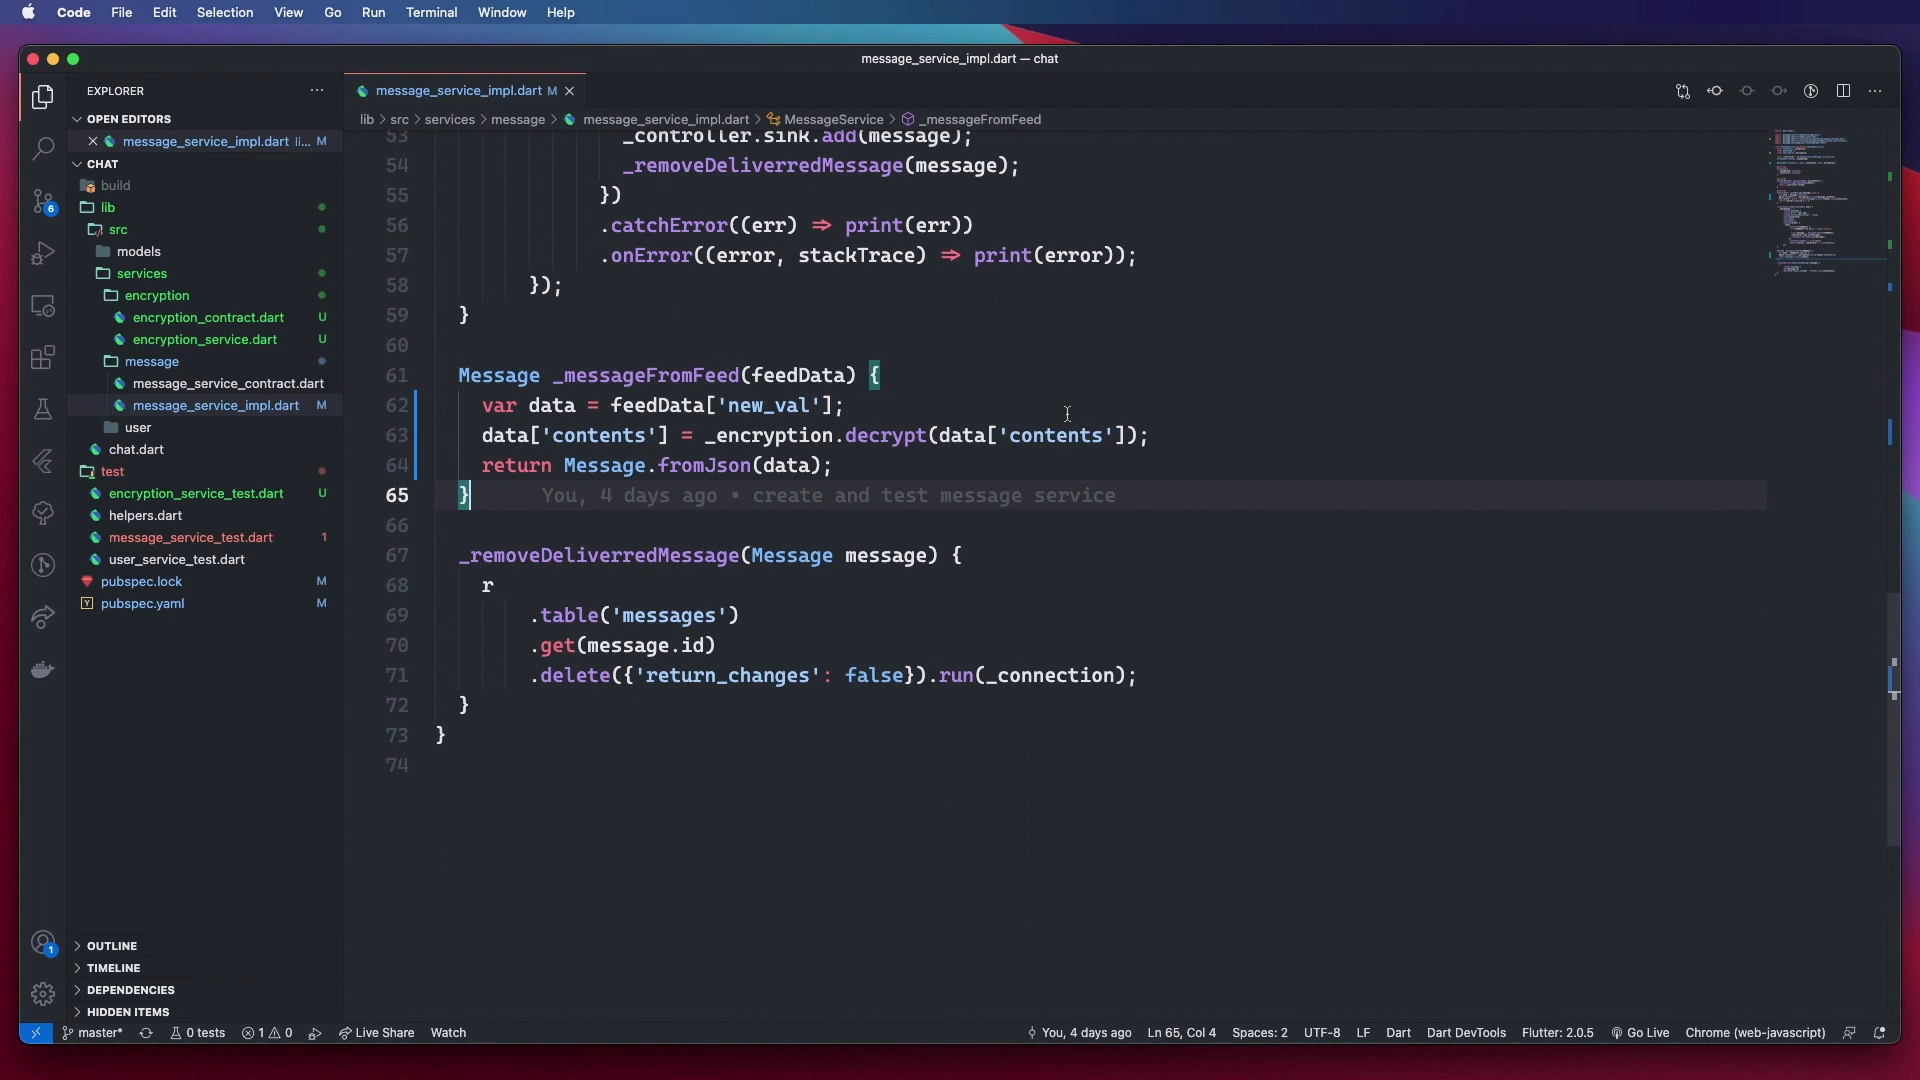 Code File Edit Selection View Go Run Terminal Window Help
message_service_impl.dart — chat
EXPLORER
message_service_impl.dart M
OPEN EDITORS
lib > src > services > message > message_service_impl.dart > MessageService > _messageFromFeed
message_service_impl.dart li... M
CHAT
build
lib
src
models
services
encryption
encryption_contract.dart U
encryption_service.dart U
message
message_service_contract.dart
message_service_impl.dart M
user
chat.dart
test
encryption_service_test.dart U
helpers.dart
message_service_test.dart 1
user_service_test.dart
pubspec.lock M
pubspec.yaml M
OUTLINE
TIMELINE
DEPENDENCIES
HIDDEN ITEMS
6
1
53 _controller.sink.add(message);
54 _removeDeliverredMessage(message);
55 })
56 .catchError((err) => print(err))
57 .onError((error, stackTrace) => print(error));
58 });
59 }
60
61 Message _messageFromFeed(feedData) {
62 var data = feedData['new_val'];
63 data['contents'] = _encryption.decrypt(data['contents']);
64 return Message.fromJson(data);
65 } You, 4 days ago • create and test message service
66
67 _removeDeliverredMessage(Message message) {
68 r
69 .table('messages')
70 .get(message.id)
71 .delete({'return_changes': false}).run(_connection);
72 }
73 }
74
master* 0 tests 1 0 Live Share Watch You, 4 days ago Ln 65, Col 4 Spaces: 2 UTF-8 LF Dart Dart DevTools Flutter: 2.0.5 Go Live Chrome (web-javascript)